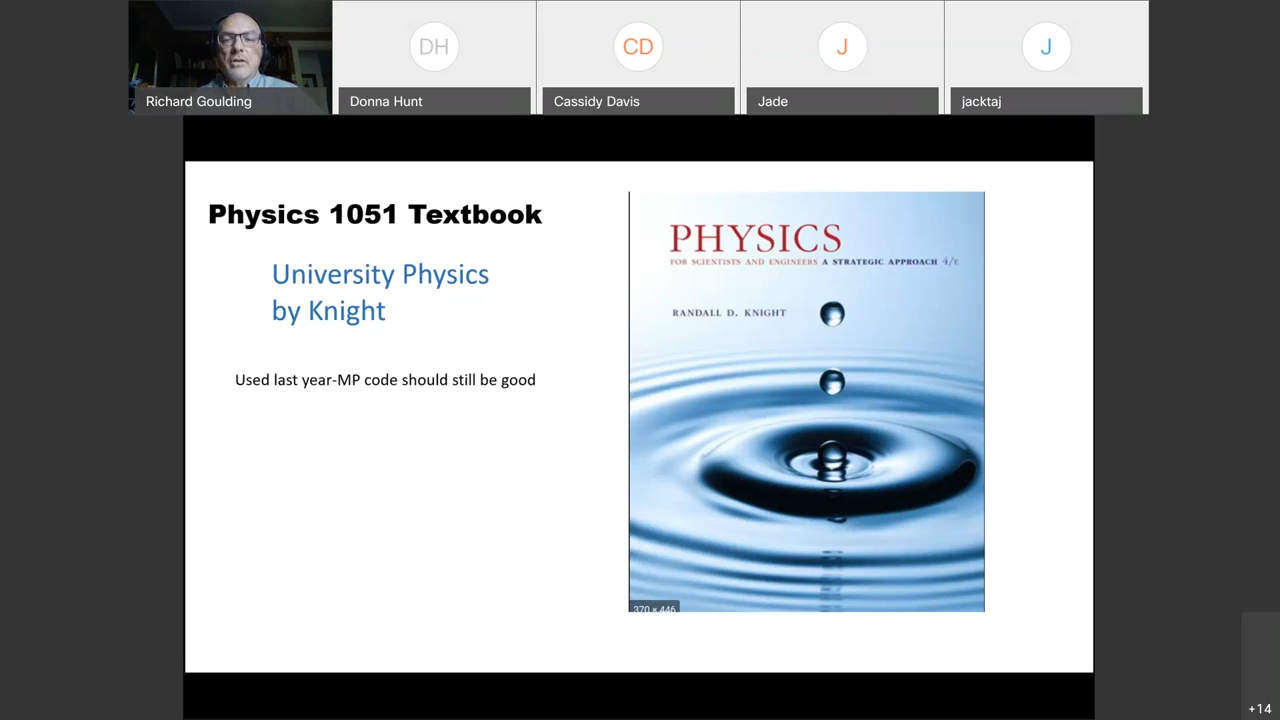 DH
CD
J
J
Richard Goulding
Donna Hunt
Cassidy Davis
Jade
jacktaj
Physics 1051 Textbook
University Physics
by Knight
Used last year-MP code should still be good
PHYSICS
FOR SCIENTISTS AND ENGINEERS A STRATEGIC APPROACH 4/E
RANDALL D. KNIGHT
370 × 446
+14